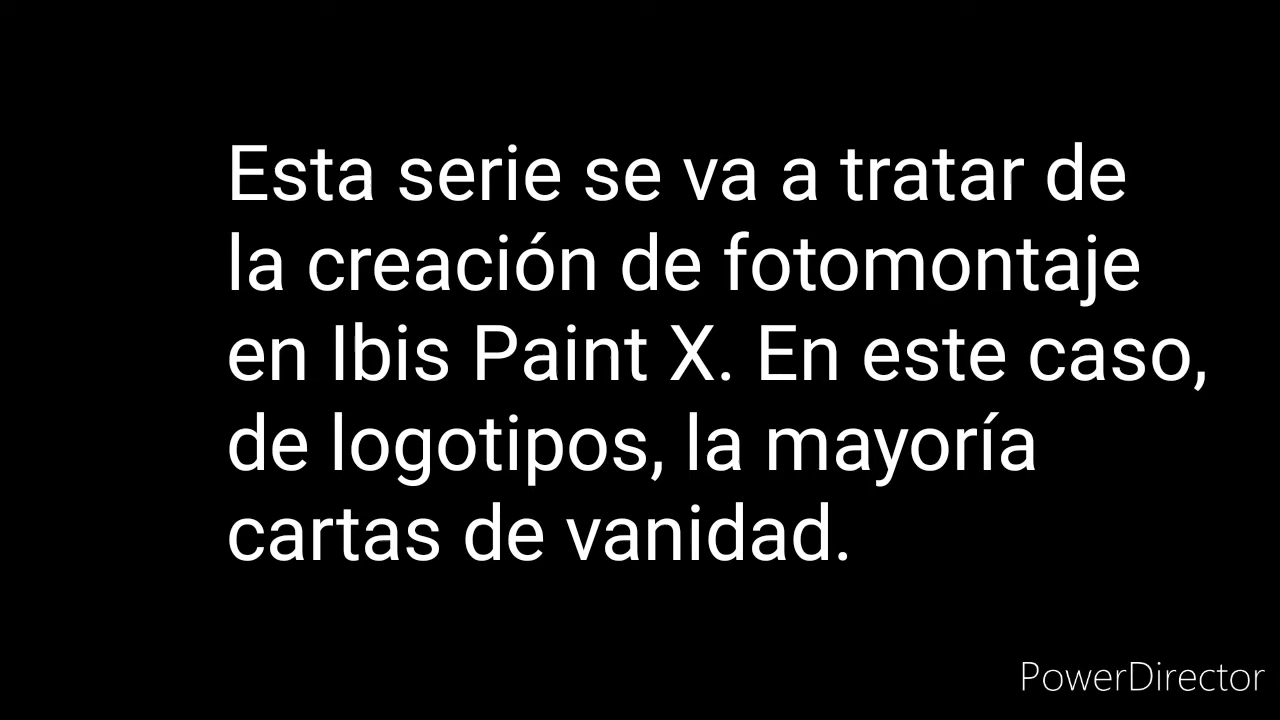 Esta serie se va a tratar de
la creación de fotomontaje
en Ibis Paint X. En este caso,
de logotipos, la mayoría
cartas de vanidad.
PowerDirector